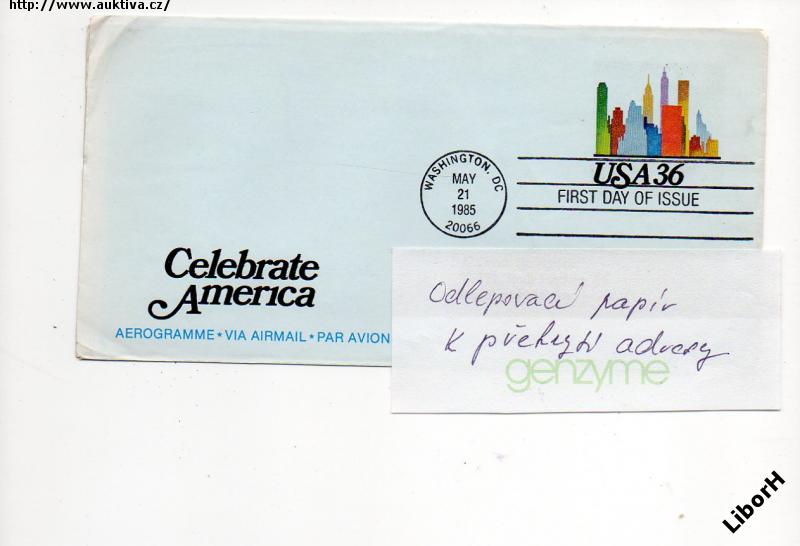 http://www.auktiva.cz/
USA36
WASHINGTON, DC
MAY
21
1985
20066
FIRST DAY OF ISSUE
Celebrate
America
AEROGRAMME ★ VIA AIRMAIL ★ PAR AVION
Odlepovací papír
k překrytí adresy
genzyme
LiborH